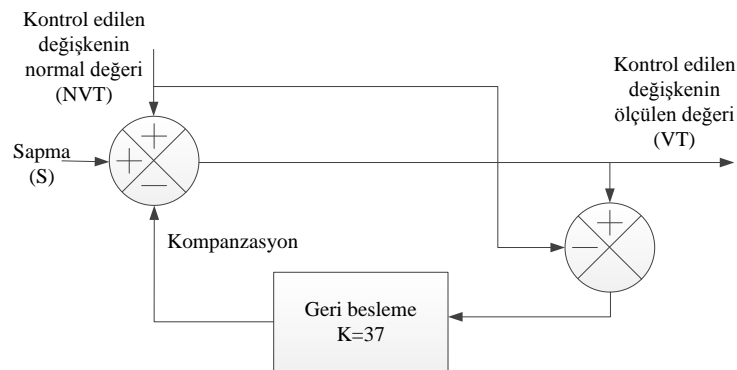 Kontrol edilen
değişkenin
normal değeri
(NVT)
Kontrol edilen
değişkenin
ölçülen değeri
(VT)
Sapma
(S)
Kompanzasyon
Geri besleme
K=37